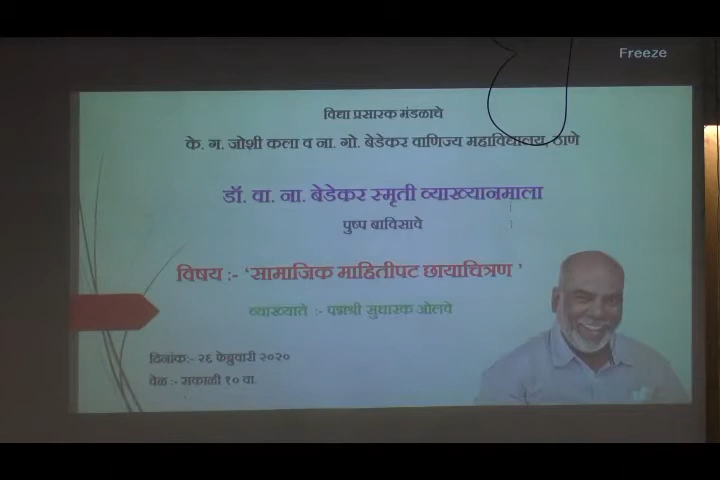 Freeze
विद्या प्रसारक मंडळाचे
के. ग. जोशी कला व ना. गो. बेडेकर वाणिज्य महाविद्यालय, ठाणे
डॉ. वा. ना. बेडेकर स्मृती व्याख्यानमाला
पुष्प बाविसावे
विषय :- ‘सामाजिक माहितीपट छायाचित्रण ’
व्याख्याते :- पद्मश्री सुधारक ओलवे
दिनांक:- २६ फेब्रुवारी २०२०
वेळ :- सकाळी १० वा.